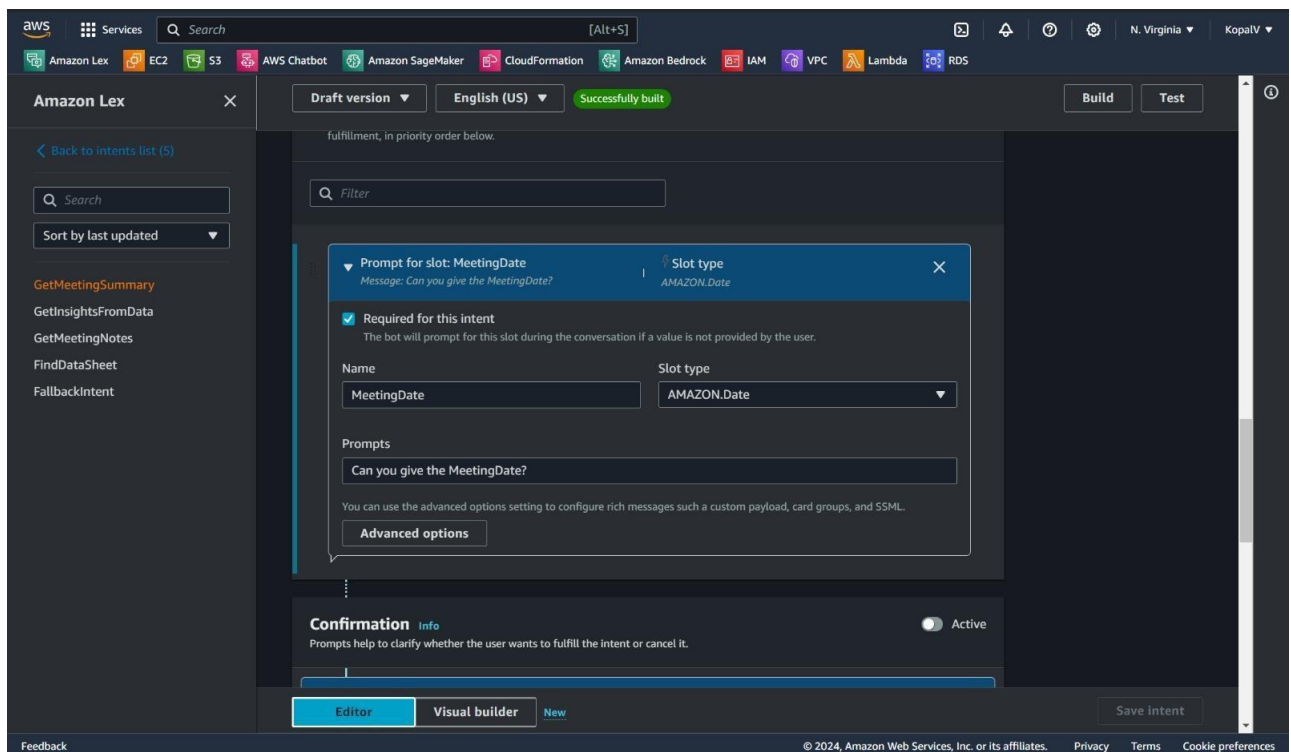 aws
Services
Search
[Alt+S]
N. Virginia
KopalV
Amazon Lex
EC2
S3
AWS Chatbot
Amazon SageMaker
CloudFormation
Amazon Bedrock
IAM
VPC
Lambda
RDS
Amazon Lex
Back to intents list (5)
Search
Sort by last updated
GetMeetingSummary
GetInsightsFromData
GetMeetingNotes
FindDataSheet
FallbackIntent
Draft version
English (US)
Successfully built
Build
Test
fulfillment, in priority order below.
Filter
Prompt for slot: MeetingDate
Message: Can you give the MeetingDate?
Slot type
AMAZON.Date
Required for this intent
The bot will prompt for this slot during the conversation if a value is not provided by the user.
Name
Slot type
MeetingDate
AMAZON.Date
Prompts
Can you give the MeetingDate?
You can use the advanced options setting to configure rich messages such a custom payload, card groups, and SSML.
Advanced options
Confirmation Info
Active
Prompts help to clarify whether the user wants to fulfill the intent or cancel it.
Editor
Visual builder
New
Save intent
Feedback
© 2024, Amazon Web Services, Inc. or its affiliates.
Privacy
Terms
Cookie preferences